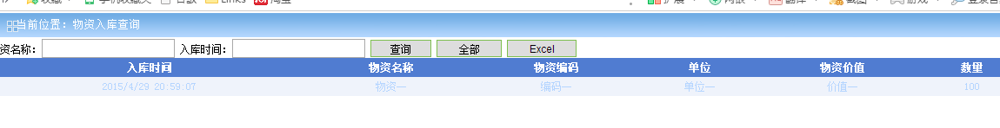 收藏 手机收藏夹 谷歌 Links 淘宝 扩展 网银 翻译 截图 游戏
当前位置：物资入库查询
资名称： 入库时间： 查询 全部 Excel
入库时间 物资名称 物资编码 单位 物资价值 数量
2015/4/29 20:59:07 物资一 编码一 单位一 价值一 100